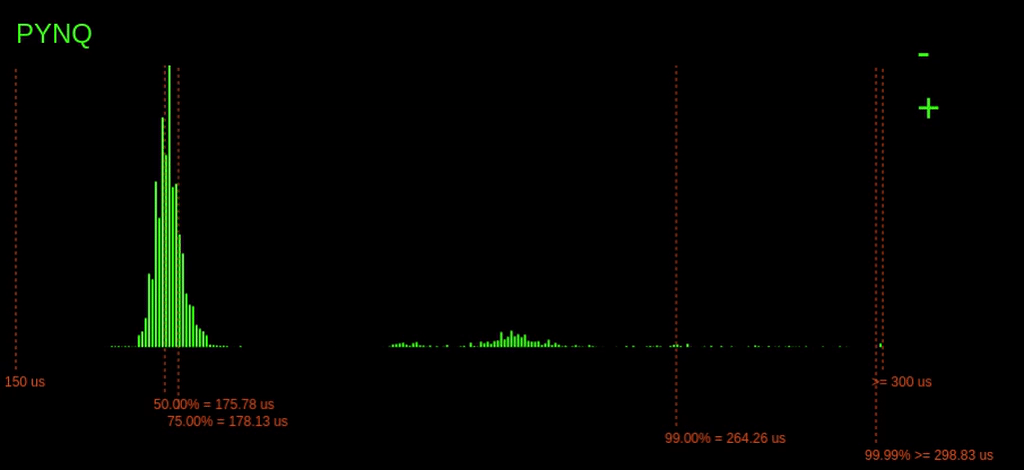 PYNQ
-
+
150 us
>= 300 us
50.00% = 175.78 us
75.00% = 178.13 us
99.00% = 264.26 us
99.99% >= 298.83 us